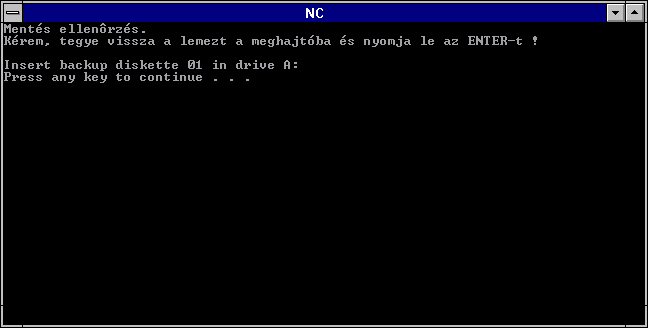 NC
Mentés ellenôrzés.
Kérem, tegye vissza a lemezt a meghajtóba és nyomja le az ENTER-t !
Insert backup diskette 01 in drive A:
Press any key to continue . . .